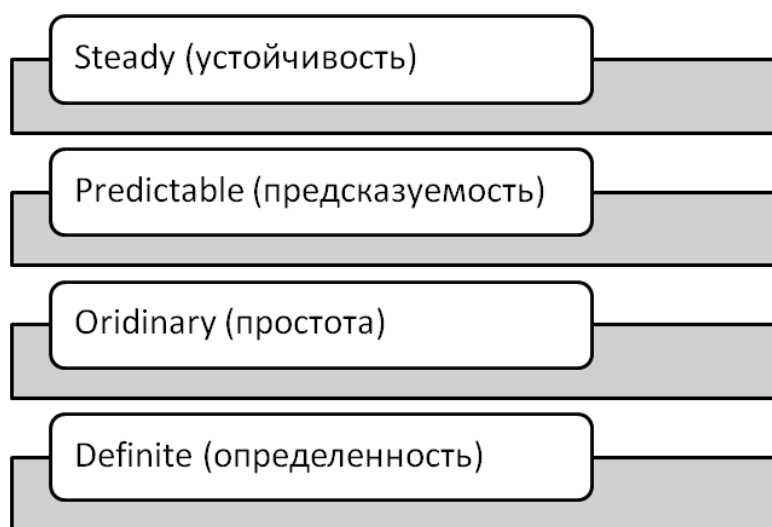 Steady (устойчивость)
Predictable (предсказуемость)
Oridinary (простота)
Definite (определенность)